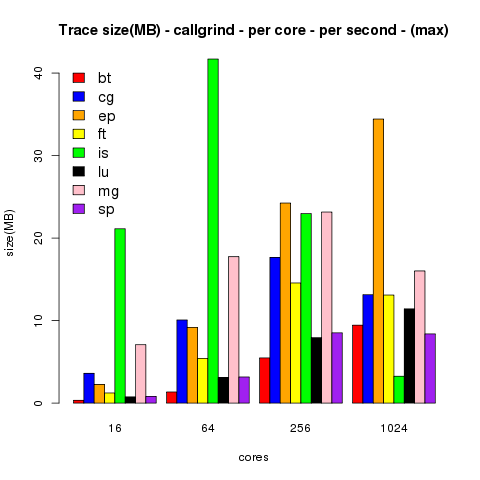 Trace size(MB) - callgrind - per core - per second - (max)
size(MB)
40
30
20
10
0
bt
cg
ep
ft
is
lu
mg
sp
16 64 256 1024
cores